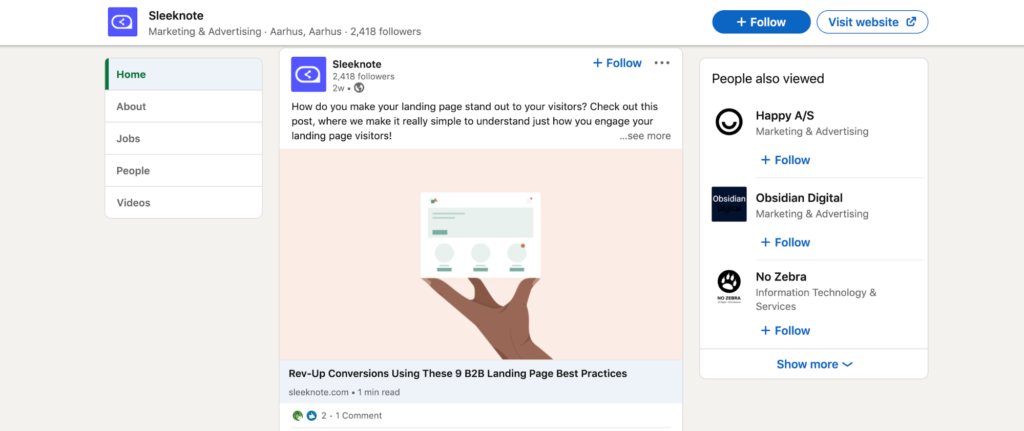 Sleeknote
Marketing & Advertising · Aarhus, Aarhus · 2,418 followers
+ Follow
Visit website
Home
About
Jobs
People
Videos
Sleeknote
2,418 followers
2w •
+ Follow
How do you make your landing page stand out to your visitors? Check out this
post, where we make it really simple to understand just how you engage your
landing page visitors!
...see more
Rev-Up Conversions Using These 9 B2B Landing Page Best Practices
sleeknote.com • 1 min read
2 · 1 Comment
People also viewed
Happy A/S
Marketing & Advertising
+ Follow
Obsidian
Obsidian Digital
Marketing & Advertising
+ Follow
NO ZEBRA
No Zebra
Information Technology &
Services
+ Follow
Show more